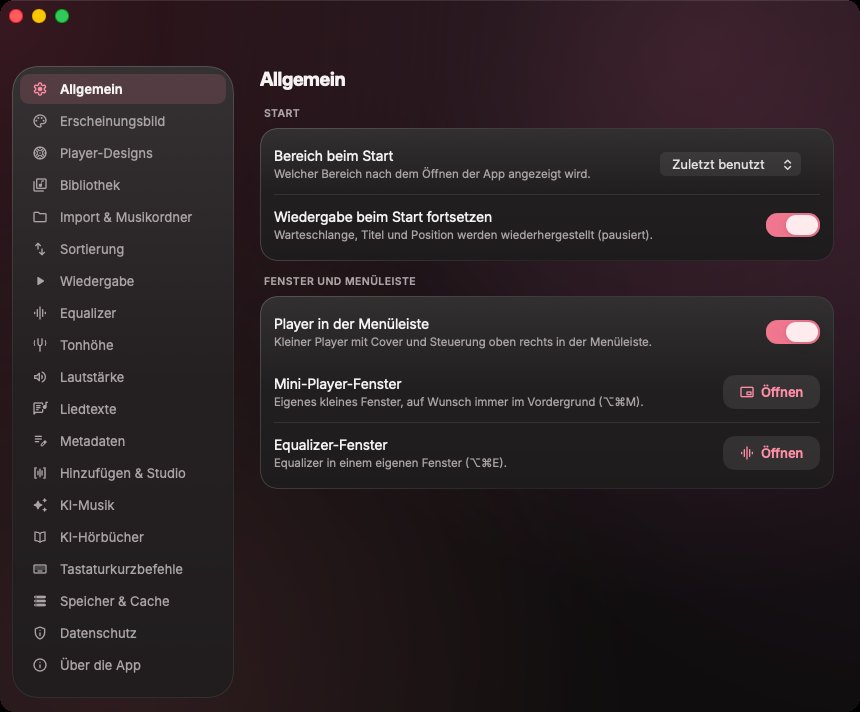 Allgemein
Erscheinungsbild
Player-Designs
Bibliothek
Import & Musikordner
Sortierung
Wiedergabe
Equalizer
Tonhöhe
Lautstärke
Liedtexte
Metadaten
Hinzufügen & Studio
KI-Musik
KI-Hörbücher
Tastaturkurzbefehle
Speicher & Cache
Datenschutz
Über die App
Allgemein
START
Bereich beim Start
Welcher Bereich nach dem Öffnen der App angezeigt wird.
Zuletzt benutzt
Wiedergabe beim Start fortsetzen
Warteschlange, Titel und Position werden wiederhergestellt (pausiert).
FENSTER UND MENÜLEISTE
Player in der Menüleiste
Kleiner Player mit Cover und Steuerung oben rechts in der Menüleiste.
Mini-Player-Fenster
Eigenes kleines Fenster, auf Wunsch immer im Vordergrund (⌥⌘M).
Öffnen
Equalizer-Fenster
Equalizer in einem eigenen Fenster (⌥⌘E).
Öffnen